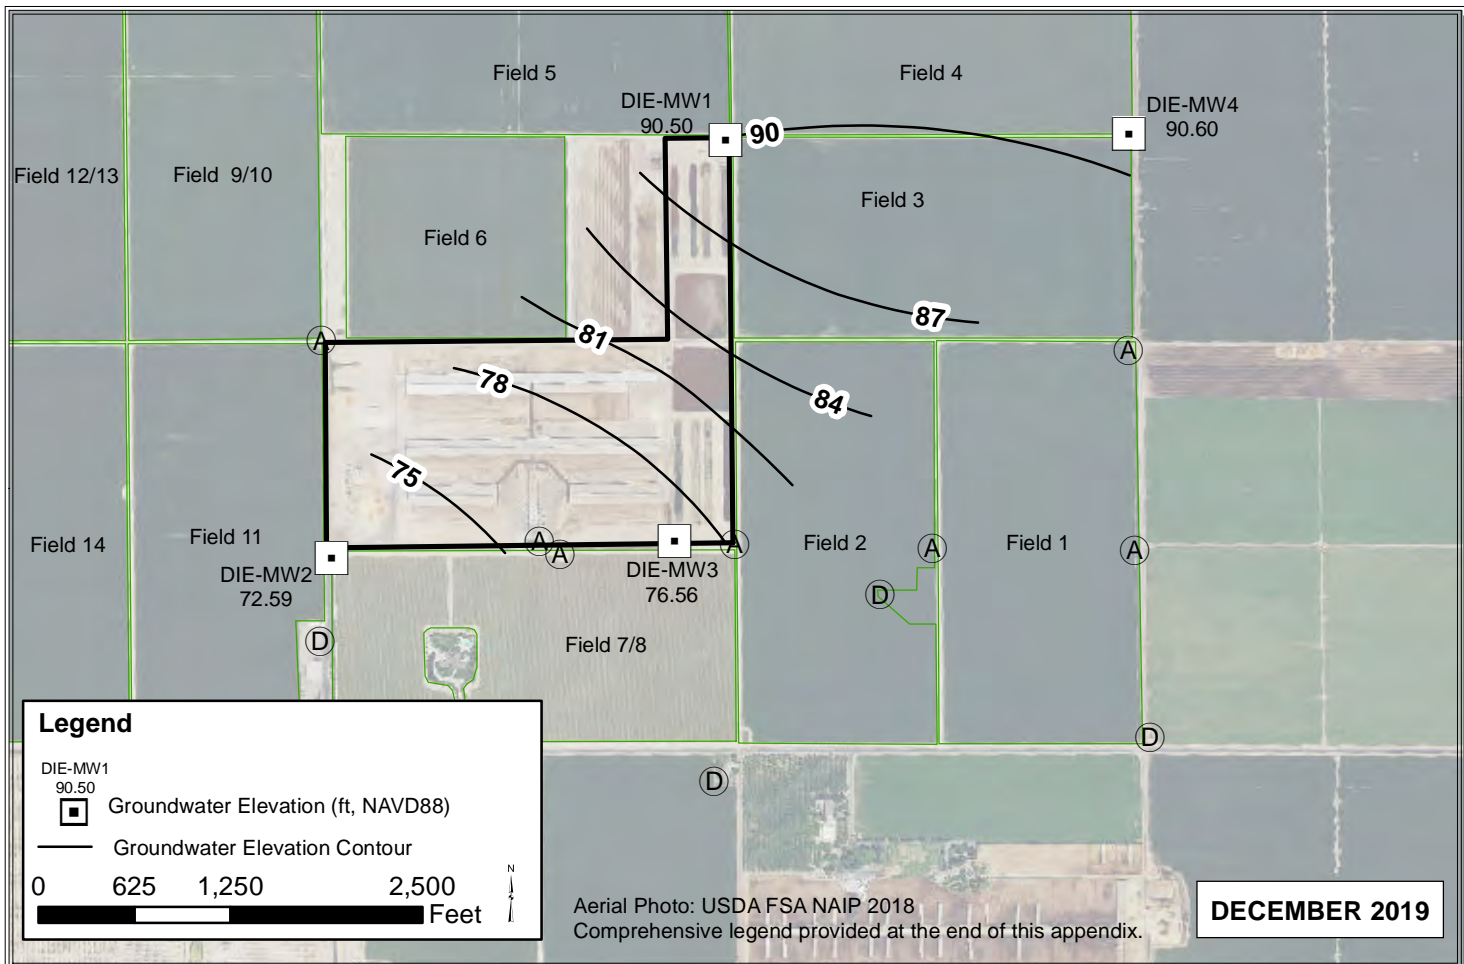 Field 5
Field 4
DIE-MW1
90.50
90
DIE-MW4
90.60
Field 12/13
Field 9/10
Field 3
Field 6
87
81
A
A
78
84
75
Field 14
Field 11
A
A
A
Field 2
A
Field 1
A
DIE-MW2
72.59
DIE-MW3
76.56
D
D
Field 7/8
Legend
DIE-MW1
90.50
Groundwater Elevation (ft, NAVD88)
Groundwater Elevation Contour
0 625 1,250 2,500
Feet
N
D
D
Aerial Photo: USDA FSA NAIP 2018
Comprehensive legend provided at the end of this appendix.
DECEMBER 2019